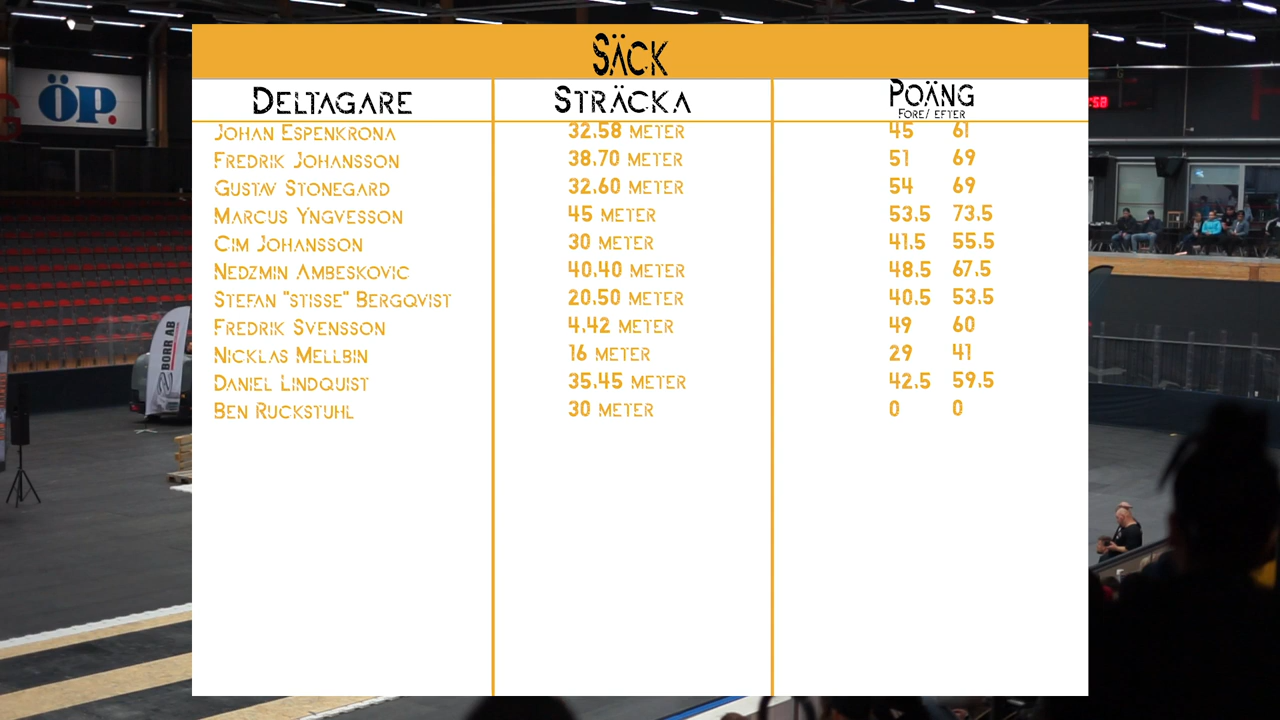 SÄCK
DELTAGARE STRÄCKA POÄNG
FÖRE/ EFTER
JOHAN ESPENKRONA 32.58 METER 45 61
FREDRIK JOHANSSON 38.70 METER 51 69
GUSTAV STONEGARD 32.60 METER 54 69
MARCUS YNGVESSON 45 METER 53.5 73.5
CIM JOHANSSON 30 METER 41.5 55.5
NEDZMIN AMBESKOVIC 40.40 METER 48.5 67.5
STEFAN "STISSE" BERGQVIST 20.50 METER 40.5 53.5
FREDRIK SVENSSON 4.42 METER 49 60
NICKLAS MELLBIN 16 METER 29 41
DANIEL LINDQUIST 35.45 METER 42.5 59.5
BEN RUCKSTUHL 30 METER 0 0
ÖP.
BORR AB
:58